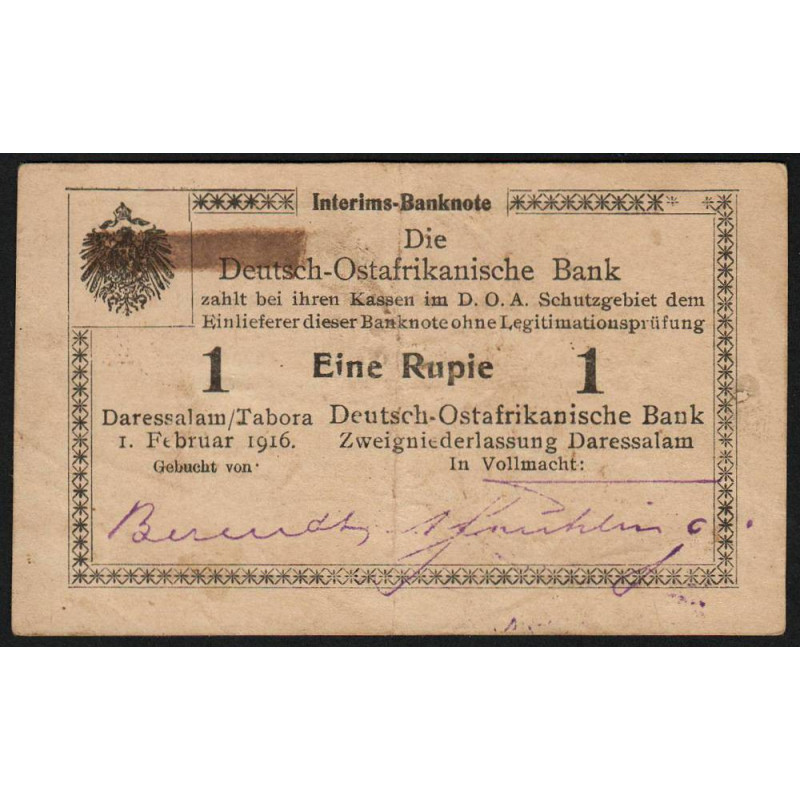 Interims-Banknote
Die
Deutsch-Ostafrikanische Bank
zahlt bei ihren Kassen im D. O. A. Schutzgebiet dem
Einlieferer dieser Banknote ohne Legitimationsprüfung
1 Eine Rupie 1
Daressalam/Tabora
1. Februar 1916.
Gebucht von:
Deutsch-Ostafrikanische Bank
Zweigniederlassung Daressalam
In Vollmacht:
Berendt